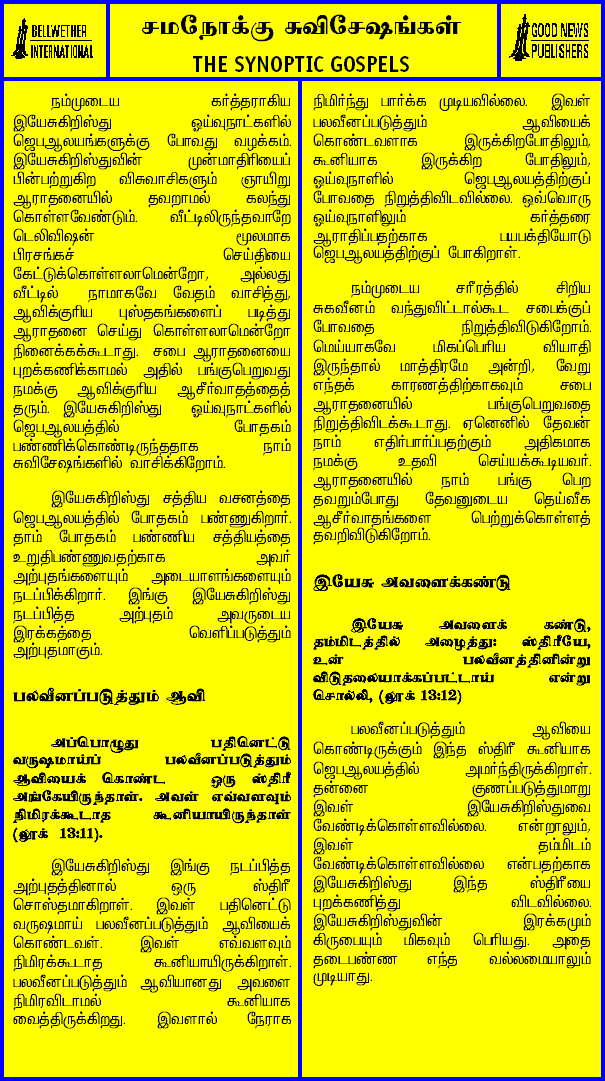 BELLWETHER
INTERNATIONAL
சமநோக்கு சுவிசேஷங்கள்
THE SYNOPTIC GOSPELS
GOOD NEWS
PUBLISHERS
நம்முடைய கர்த்தராகிய
இயேசுகிறிஸ்து ஓய்வுநாட்களில்
ஜெபஆலயங்களுக்கு போவது வழக்கம்.
இயேசுகிறிஸ்துவின் முன்மாதிரியைப்
பின்பற்றுகிற விசுவாசிகளும் ஞாயிறு
ஆராதனையில் தவறாமல் கலந்து
கொள்ளவேண்டும். வீட்டிலிருந்தவாறே
டெலிவிஷன் மூலமாக
பிரசங்கச் செய்தியை
கேட்டுக்கொள்ளலாமென்றோ, அல்லது
வீட்டில் நாமாகவே வேதம் வாசித்து,
ஆவிக்குரிய புஸ்தகங்களைப் படித்து
ஆராதனை செய்து கொள்ளலாமென்றோ
நினைக்கக்கூடாது. சபை ஆராதனையை
புறக்கணிக்காமல் அதில் பங்குபெறுவது
நமக்கு ஆவிக்குரிய ஆசீர்வாதத்தைத்
தரும். இயேசுகிறிஸ்து ஓய்வுநாட்களில்
ஜெபஆலயத்தில் போதகம்
பண்ணிக்கொண்டிருந்ததாக நாம்
சுவிசேஷங்களில் வாசிக்கிறோம்.
இயேசுகிறிஸ்து சத்திய வசனத்தை
ஜெபஆலயத்தில் போதகம் பண்ணுகிறார்.
தாம் போதகம் பண்ணிய சத்தியத்தை
உறுதிபண்ணுவதற்காக அவர்
அற்புதங்களையும் அடையாளங்களையும்
நடப்பிக்கிறார். இங்கு இயேசுகிறிஸ்து
நடப்பித்த அற்புதம் அவருடைய
இரக்கத்தை வெளிப்படுத்தும்
அற்புதமாகும்.
பலவீனப்படுத்தும் ஆவி
அப்பொழுது பதினெட்டு
வருஷமாய்ப் பலவீனப்படுத்தும்
ஆவியைக் கொண்ட ஒரு ஸ்திரீ
அங்கேயிருந்தாள். அவள் எவ்வளவும்
நிமிரக்கூடாத கூனியாயிருந்தாள்
(லூக் 13:11).
இயேசுகிறிஸ்து இங்கு நடப்பித்த
அற்புதத்தினால் ஒரு ஸ்திரீ
சொஸ்தமாகிறாள். இவள் பதினெட்டு
வருஷமாய் பலவீனப்படுத்தும் ஆவியைக்
கொண்டவள். இவள் எவ்வளவும்
நிமிரக்கூடாத கூனியாயிருக்கிறாள்.
பலவீனப்படுத்தும் ஆவியானது அவளை
நிமிரவிடாமல் கூனியாக
வைத்திருக்கிறது. இவளால் நேராக
நிமிர்ந்து பார்க்க முடியவில்லை. இவள்
பலவீனப்படுத்தும் ஆவியைக்
கொண்டவளாக இருக்கிறபோதிலும்,
கூனியாக இருக்கிற போதிலும்,
ஓய்வுநாளில் ஜெபஆலயத்திற்குப்
போவதை நிறுத்திவிடவில்லை. ஒவ்வொரு
ஓய்வுநாளிலும் கர்த்தரை
ஆராதிப்பதற்காக பயபக்தியோடு
ஜெபஆலயத்திற்குப் போகிறாள்.
நம்முடைய சரீரத்தில் சிறிய
சுகவீனம் வந்துவிட்டால்கூட சபைக்குப்
போவதை நிறுத்திவிடுகிறோம்.
மெய்யாகவே மிகப்பெரிய வியாதி
இருந்தால் மாத்திரமே அன்றி, வேறு
எந்தக் காரணத்திற்காகவும் சபை
ஆராதனையில் பங்குபெறுவதை
நிறுத்திவிடக்கூடாது. ஏனெனில் தேவன்
நாம் எதிர்பார்ப்பதற்கும் அதிகமாக
நமக்கு உதவி செய்யக்கூடியவர்.
ஆராதனையில் நாம் பங்கு பெற
தவறும்போது தேவனுடைய தெய்வீக
ஆசீர்வாதங்களை பெற்றுக்கொள்ளத்
தவறிவிடுகிறோம்.
இயேசு அவளைக்கண்டு
இயேசு அவளைக் கண்டு,
தம்மிடத்தில் அழைத்து: ஸ்திரீயே,
உன் பலவீனத்தினின்று
விடுதலையாக்கப்பட்டாய் என்று
சொல்லி, (லூக் 13:12)
பலவீனப்படுத்தும் ஆவியை
கொண்டிருக்கும் இந்த ஸ்திரீ கூனியாக
ஜெபஆலயத்தில் அமர்ந்திருக்கிறாள்.
தன்னை குணப்படுத்துமாறு
இவள் இயேசுகிறிஸ்துவை
வேண்டிக்கொள்ளவில்லை. என்றாலும்,
இவள் தம்மிடம்
வேண்டிக்கொள்ளவில்லை என்பதற்காக
இயேசுகிறிஸ்து இந்த ஸ்திரீயை
புறக்கணித்து விடவில்லை.
இயேசுகிறிஸ்துவின் இரக்கமும்
கிருபையும் மிகவும் பெரியது. அதை
தடைபண்ண எந்த வல்லமையாலும்
முடியாது.